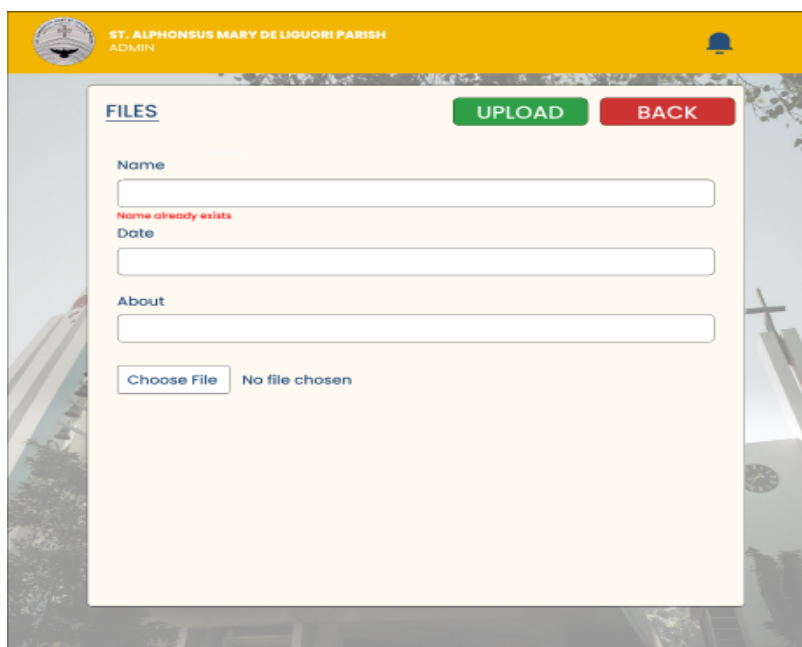 ST. ALPHONSUS MARY DE LIGUORI PARISH
ADMIN
FILES
UPLOAD
BACK
Name
Name already exists
Date
About
Choose File
No file chosen